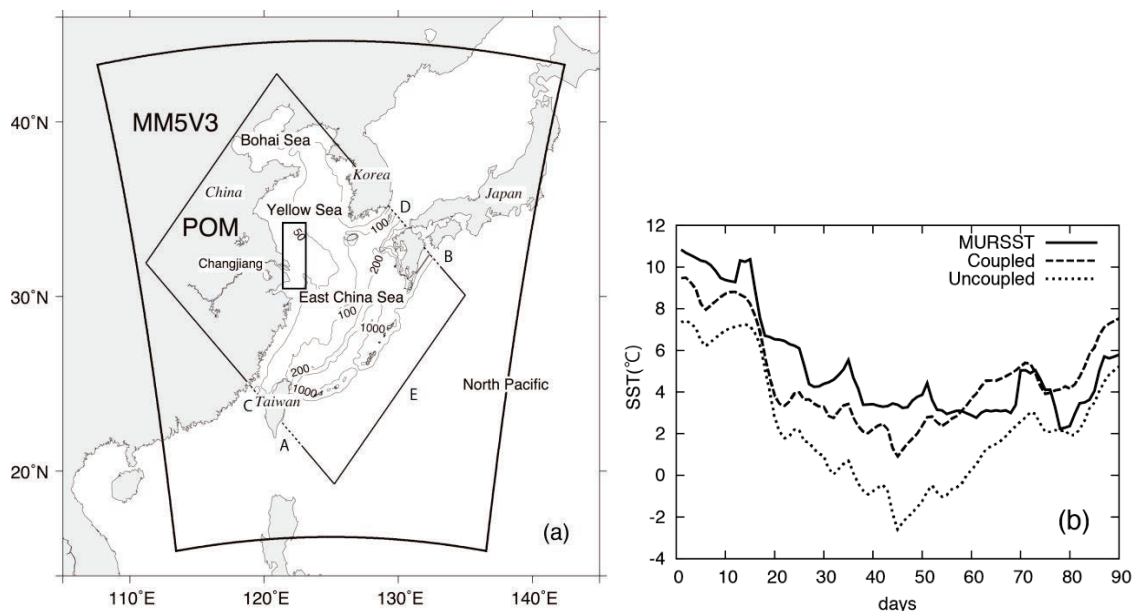 MM5V3
40°N
Bohai Sea
Korea
China
Japan
D
POM
Yellow Sea
50
100
200
B
Changjiang
30°N
East China Sea
100
1000
200
1000
North Pacific
E
C
Taiwan
A
20°N
(a)
110°E
120°E
130°E
140°E
MURSST
Coupled
Uncoupled
SST(℃)
12
10
8
6
4
2
0
-2
-4
(b)
0 10 20 30 40 50 60 70 80 90
days